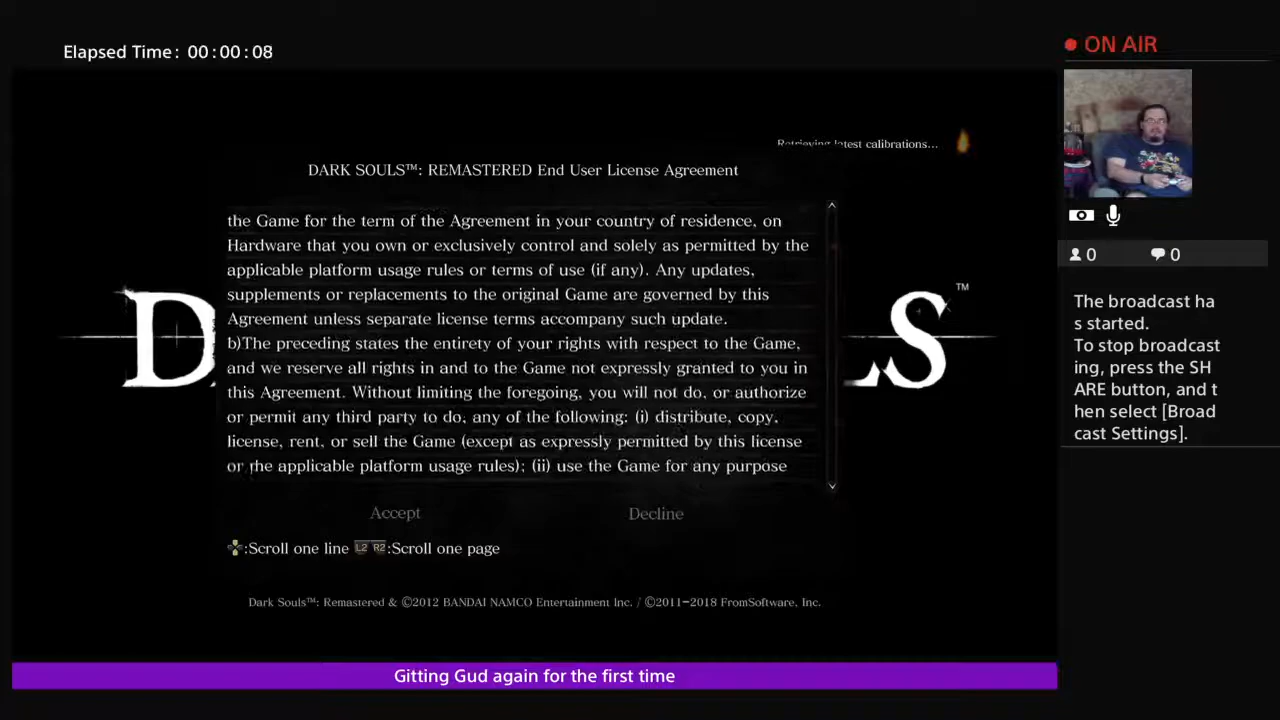 Elapsed Time: 00:00:08
ON AIR
Retrieving latest calibrations...
DARK SOULS™: REMASTERED End User License Agreement
the Game for the term of the Agreement in your country of residence, on
Hardware that you own or exclusively control and solely as permitted by the
applicable platform usage rules or terms of use (if any). Any updates,
supplements or replacements to the original Game are governed by this
Agreement unless separate license terms accompany such update.
b)The preceding states the entirety of your rights with respect to the Game,
and we reserve all rights in and to the Game not expressly granted to you in
this Agreement. Without limiting the foregoing, you will not do, or authorize
or permit any third party to do, any of the following: (i) distribute, copy,
license, rent, or sell the Game (except as expressly permitted by this license
or the applicable platform usage rules); (ii) use the Game for any purpose
D LS™
Accept Decline
:Scroll one line L2 R2:Scroll one page
Dark Souls™: Remastered & ©2012 BANDAI NAMCO Entertainment Inc. / ©2011-2018 FromSoftware, Inc.
Gitting Gud again for the first time
0 0
The broadcast ha
s started.
To stop broadcast
ing, press the SH
ARE button, and t
hen select [Broad
cast Settings].